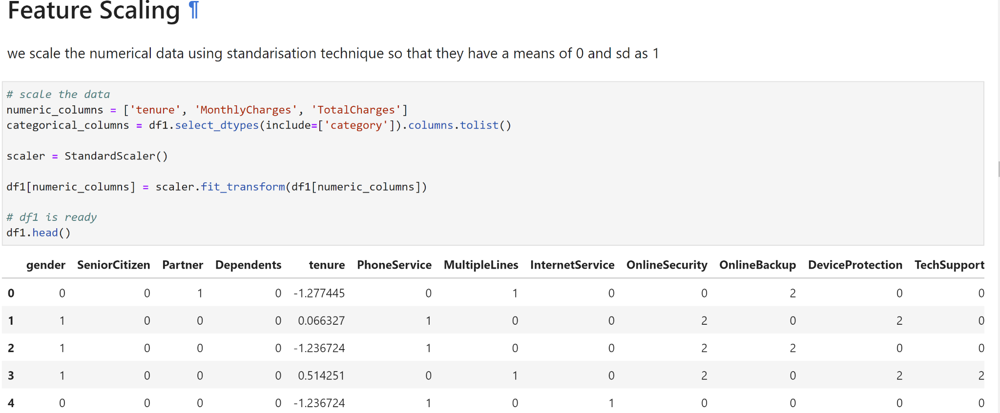 Feature Scaling ¶
we scale the numerical data using standarisation technique so that they have a means of 0 and sd as 1
# scale the data
numeric_columns = ['tenure', 'MonthlyCharges', 'TotalCharges']
categorical_columns = df1.select_dtypes(include=['category']).columns.tolist()
scaler = StandardScaler()
df1[numeric_columns] = scaler.fit_transform(df1[numeric_columns])
# df1 is ready
df1.head()
gender SeniorCitizen Partner Dependents tenure PhoneService MultipleLines InternetService OnlineSecurity OnlineBackup DeviceProtection TechSupport
0 0 0 1 0 -1.277445 0 1 0 0 2 0 0
1 1 0 0 0 0.066327 1 0 0 2 0 2 0
2 1 0 0 0 -1.236724 1 0 0 2 2 0 0
3 1 0 0 0 0.514251 0 1 0 2 0 2 2
4 0 0 0 0 -1.236724 1 0 1 0 0 0 0